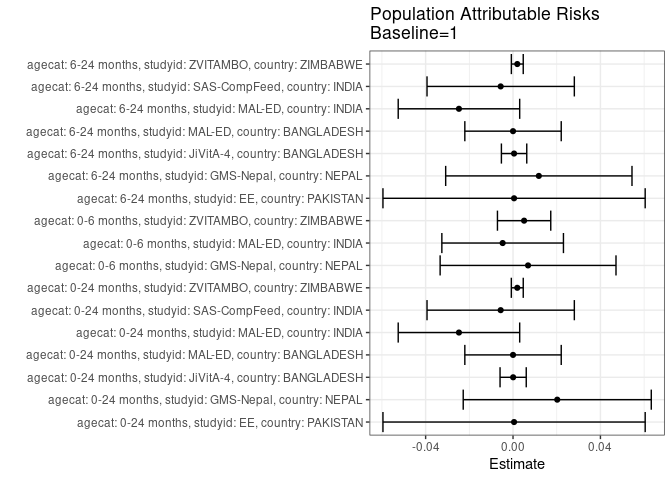 Population Attributable Risks
Baseline=1
agecat: 6-24 months, studyid: ZVITAMBO, country: ZIMBABWE
agecat: 6-24 months, studyid: SAS-CompFeed, country: INDIA
agecat: 6-24 months, studyid: MAL-ED, country: INDIA
agecat: 6-24 months, studyid: MAL-ED, country: BANGLADESH
agecat: 6-24 months, studyid: JiVitA-4, country: BANGLADESH
agecat: 6-24 months, studyid: GMS-Nepal, country: NEPAL
agecat: 6-24 months, studyid: EE, country: PAKISTAN
agecat: 0-6 months, studyid: ZVITAMBO, country: ZIMBABWE
agecat: 0-6 months, studyid: MAL-ED, country: INDIA
agecat: 0-6 months, studyid: GMS-Nepal, country: NEPAL
agecat: 0-24 months, studyid: ZVITAMBO, country: ZIMBABWE
agecat: 0-24 months, studyid: SAS-CompFeed, country: INDIA
agecat: 0-24 months, studyid: MAL-ED, country: INDIA
agecat: 0-24 months, studyid: MAL-ED, country: BANGLADESH
agecat: 0-24 months, studyid: JiVitA-4, country: BANGLADESH
agecat: 0-24 months, studyid: GMS-Nepal, country: NEPAL
agecat: 0-24 months, studyid: EE, country: PAKISTAN
-0.04 0.00 0.04
Estimate